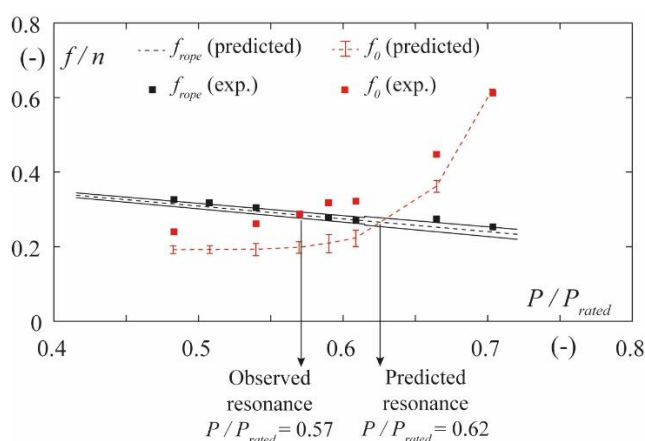 0.8
(-) f/n
f_rope (predicted) f_0 (predicted)
f_rope (exp.) f_0 (exp.)
0.6
0.4
0.2
P / P_rated
0
0.4 0.5 0.6 0.7 (-) 0.8
Observed Predicted
resonance resonance
P / P_rated = 0.57 P / P_rated = 0.62